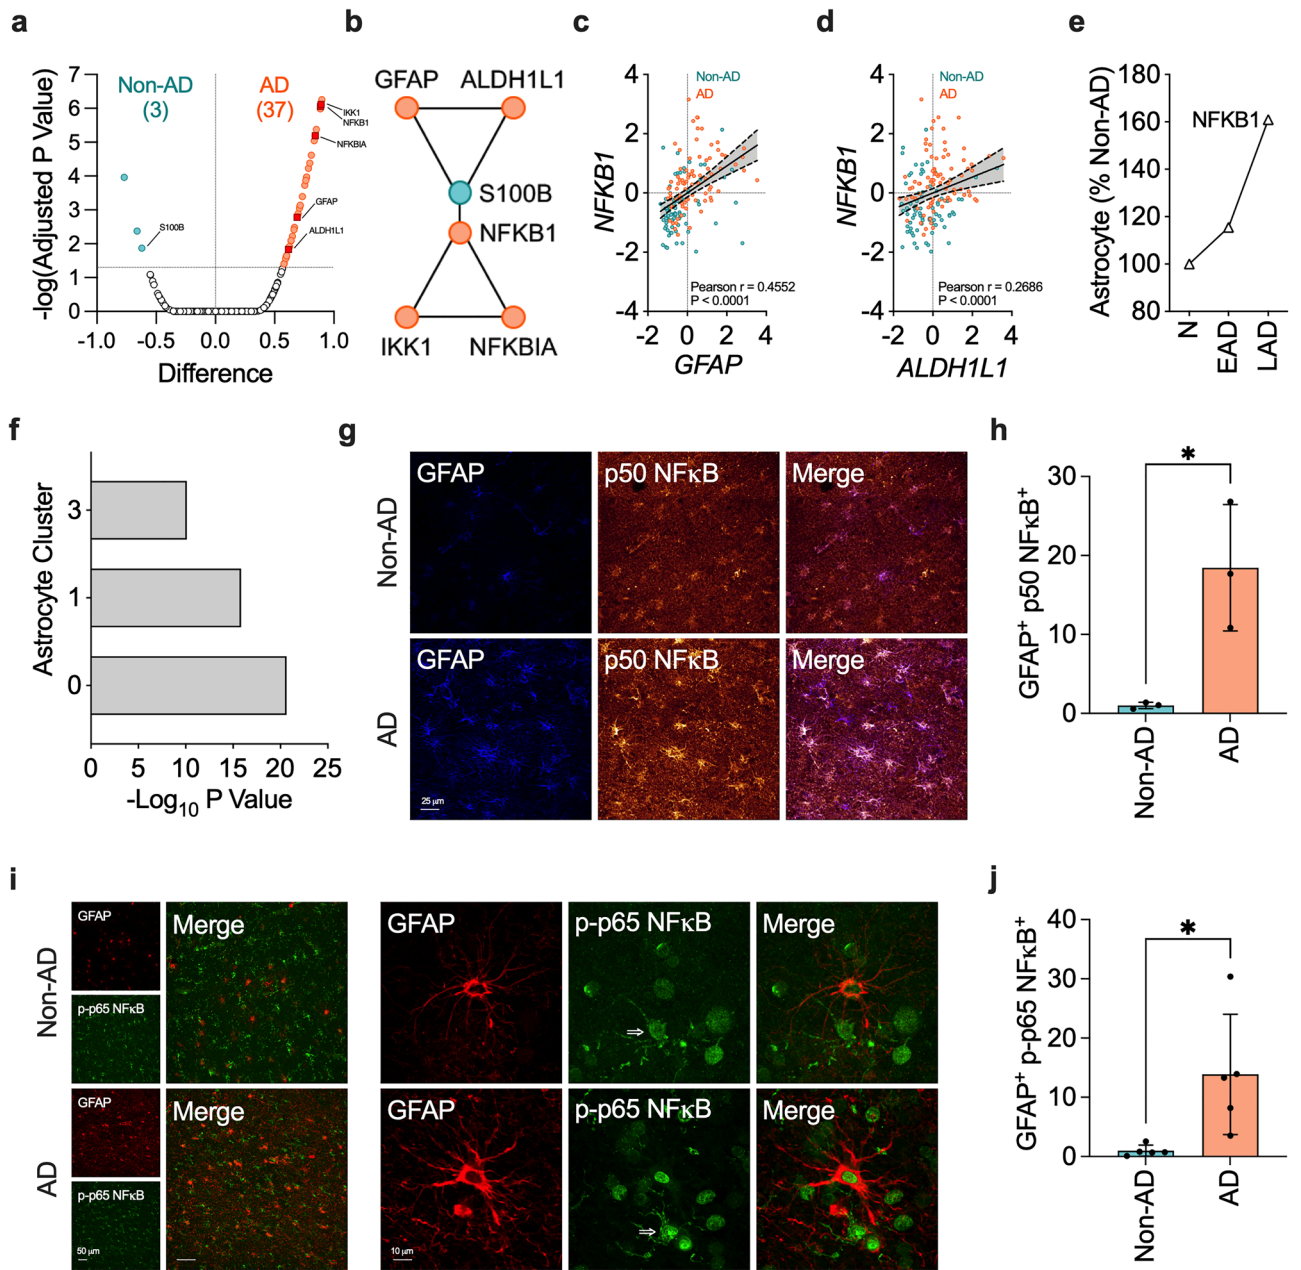 a
-log(Adjusted P Value)
7
6
5
4
3
2
1
0
Non-AD
(3)
AD
(37)
IKK1
NFKB1
NFKBIA
GFAP
ALDH1L1
S100B
-1.0 -0.5 0.0 0.5 1.0
Difference
b
GFAP ALDH1L1
S100B
NFKB1
IKK1 NFKBIA
c
NFKB1
4
2
0
-2
-4
Non-AD
AD
Pearson r = 0.4552
P < 0.0001
-2 0 2 4
GFAP
d
NFKB1
4
2
0
-2
-4
Non-AD
AD
Pearson r = 0.2686
P < 0.0001
-2 0 2 4
ALDH1L1
e
Astrocyte (% Non-AD)
180
160
140
120
100
80
NFKB1
N
EAD
LAD
f
Astrocyte Cluster
3
1
0
0 5 10 15 20 25
-Log10 P Value
g
Non-AD
GFAP p50 NFκB Merge
AD
GFAP p50 NFκB Merge
25 μm
h
GFAP+ p50 NFκB+
30
20
10
0
*
Non-AD
AD
i
Non-AD
GFAP
p-p65 NFκB
Merge
GFAP p-p65 NFκB Merge
⇒
AD
GFAP
p-p65 NFκB
50 μm
Merge
GFAP p-p65 NFκB Merge
⇒
10 μm
j
GFAP+ p-p65 NFκB+
40
30
20
10
0
*
Non-AD
AD